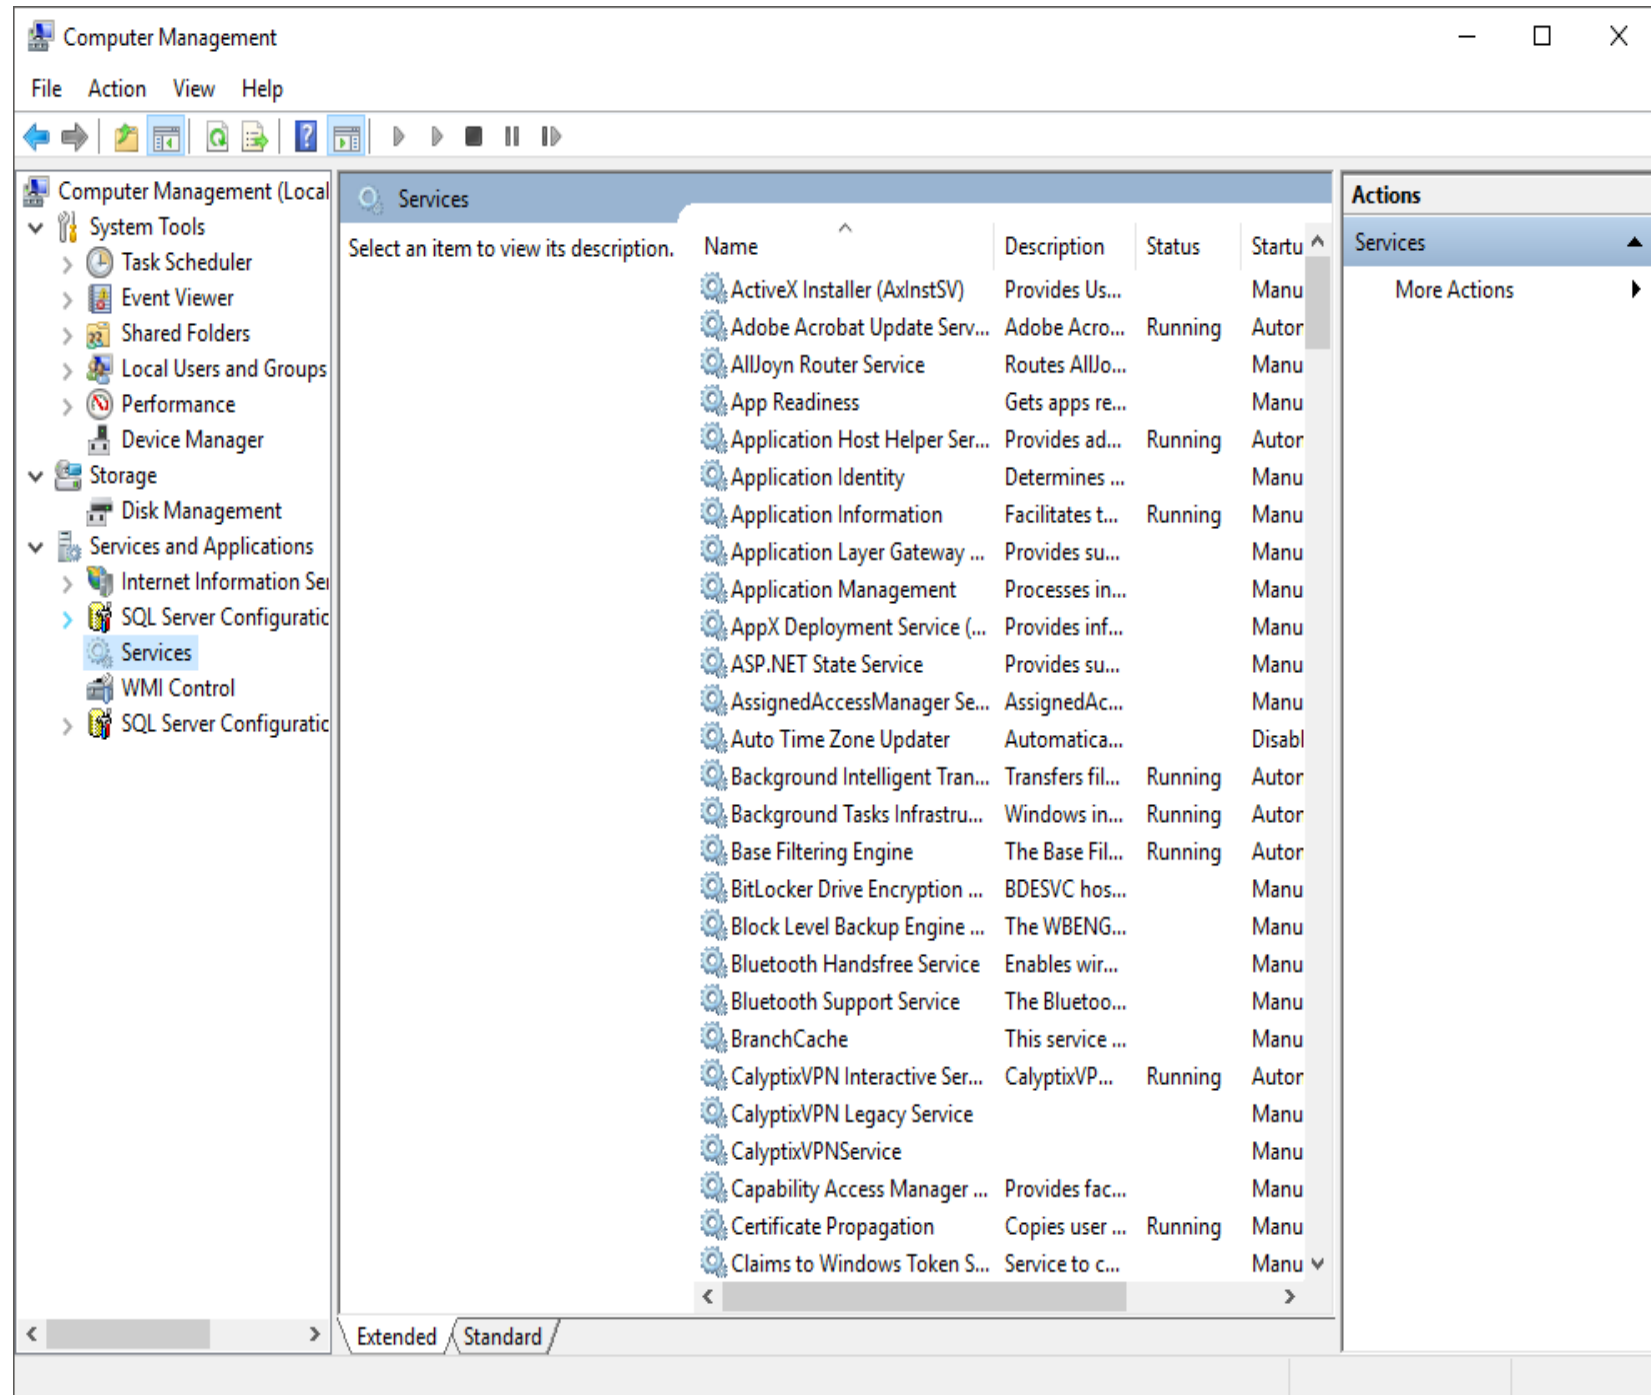 Computer Management
File Action View Help
Computer Management (Local
System Tools
Task Scheduler
Event Viewer
Shared Folders
Local Users and Groups
Performance
Device Manager
Storage
Disk Management
Services and Applications
Internet Information Ser
SQL Server Configuratic
Services
WMI Control
SQL Server Configuratic
Services
Select an item to view its description.
Name Description Status Startu
ActiveX Installer (AxInstSV) Provides Us... Manu
Adobe Acrobat Update Serv... Adobe Acro... Running Autor
AllJoyn Router Service Routes AllJo... Manu
App Readiness Gets apps re... Manu
Application Host Helper Ser... Provides ad... Running Autor
Application Identity Determines ... Manu
Application Information Facilitates t... Running Manu
Application Layer Gateway ... Provides su... Manu
Application Management Processes in... Manu
AppX Deployment Service (... Provides inf... Manu
ASP.NET State Service Provides su... Manu
AssignedAccessManager Se... AssignedAc... Manu
Auto Time Zone Updater Automatica... Disabl
Background Intelligent Tran... Transfers fil... Running Autor
Background Tasks Infrastru... Windows in... Running Autor
Base Filtering Engine The Base Fil... Running Autor
BitLocker Drive Encryption ... BDESVC hos... Manu
Block Level Backup Engine ... The WBENG... Manu
Bluetooth Handsfree Service Enables wir... Manu
Bluetooth Support Service The Bluetoo... Manu
BranchCache This service ... Manu
CalyptixVPN Interactive Ser... CalyptixVP... Running Autor
CalyptixVPN Legacy Service Manu
CalyptixVPNService Manu
Capability Access Manager ... Provides fac... Manu
Certificate Propagation Copies user ... Running Manu
Claims to Windows Token S... Service to c... Manu
Extended Standard
Actions
Services
More Actions